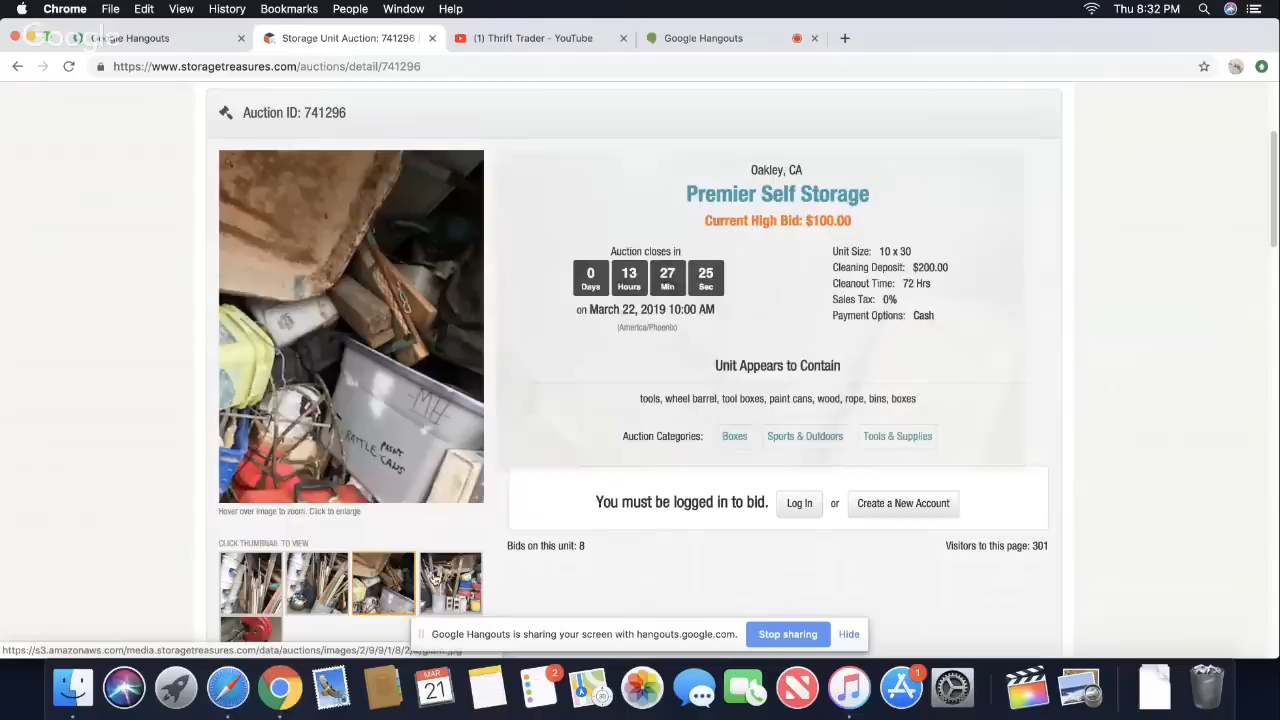 Chrome File Edit View History Bookmarks People Window Help Thu 8:32 PM
Google Hangouts Storage Unit Auction: 741296 (1) Thrift Trader - YouTube Google Hangouts
https://www.storagetreasures.com/auctions/detail/741296
Auction ID: 741296
Oakley, CA
Premier Self Storage
Current High Bid: $100.00
Auction closes in
0 13 27 25
Days Hours Min Sec
on March 22, 2019 10:00 AM
(America/Phoenix)
Unit Size: 10 x 30
Cleaning Deposit: $200.00
Cleanout Time: 72 Hrs
Sales Tax: 0%
Payment Options: Cash
MH
RATTLE PAINT
CANS
Unit Appears to Contain
tools, wheel barrel, tool boxes, paint cans, wood, rope, bins, boxes
Auction Categories: Boxes Sports & Outdoors Tools & Supplies
You must be logged in to bid. Log In or Create a New Account
Hover over image to zoom. Click to enlarge
CLICK THUMBNAIL TO VIEW
Bids on this unit: 8 Visitors to this page: 301
Google Hangouts is sharing your screen with hangouts.google.com. Stop sharing Hide
MAR
21
2
1